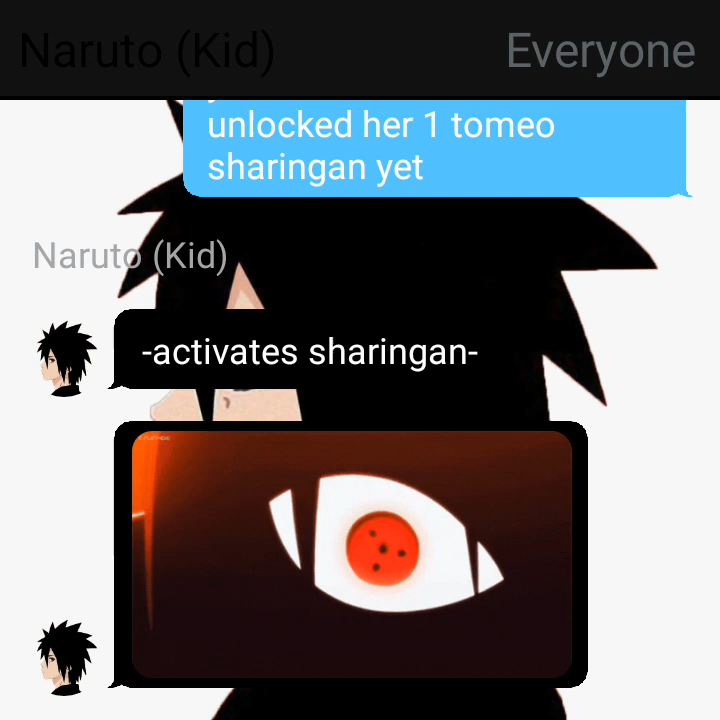 Naruto (Kid)
Everyone
unlocked her 1 tomeo
sharingan yet
Naruto (Kid)
-activates sharingan-